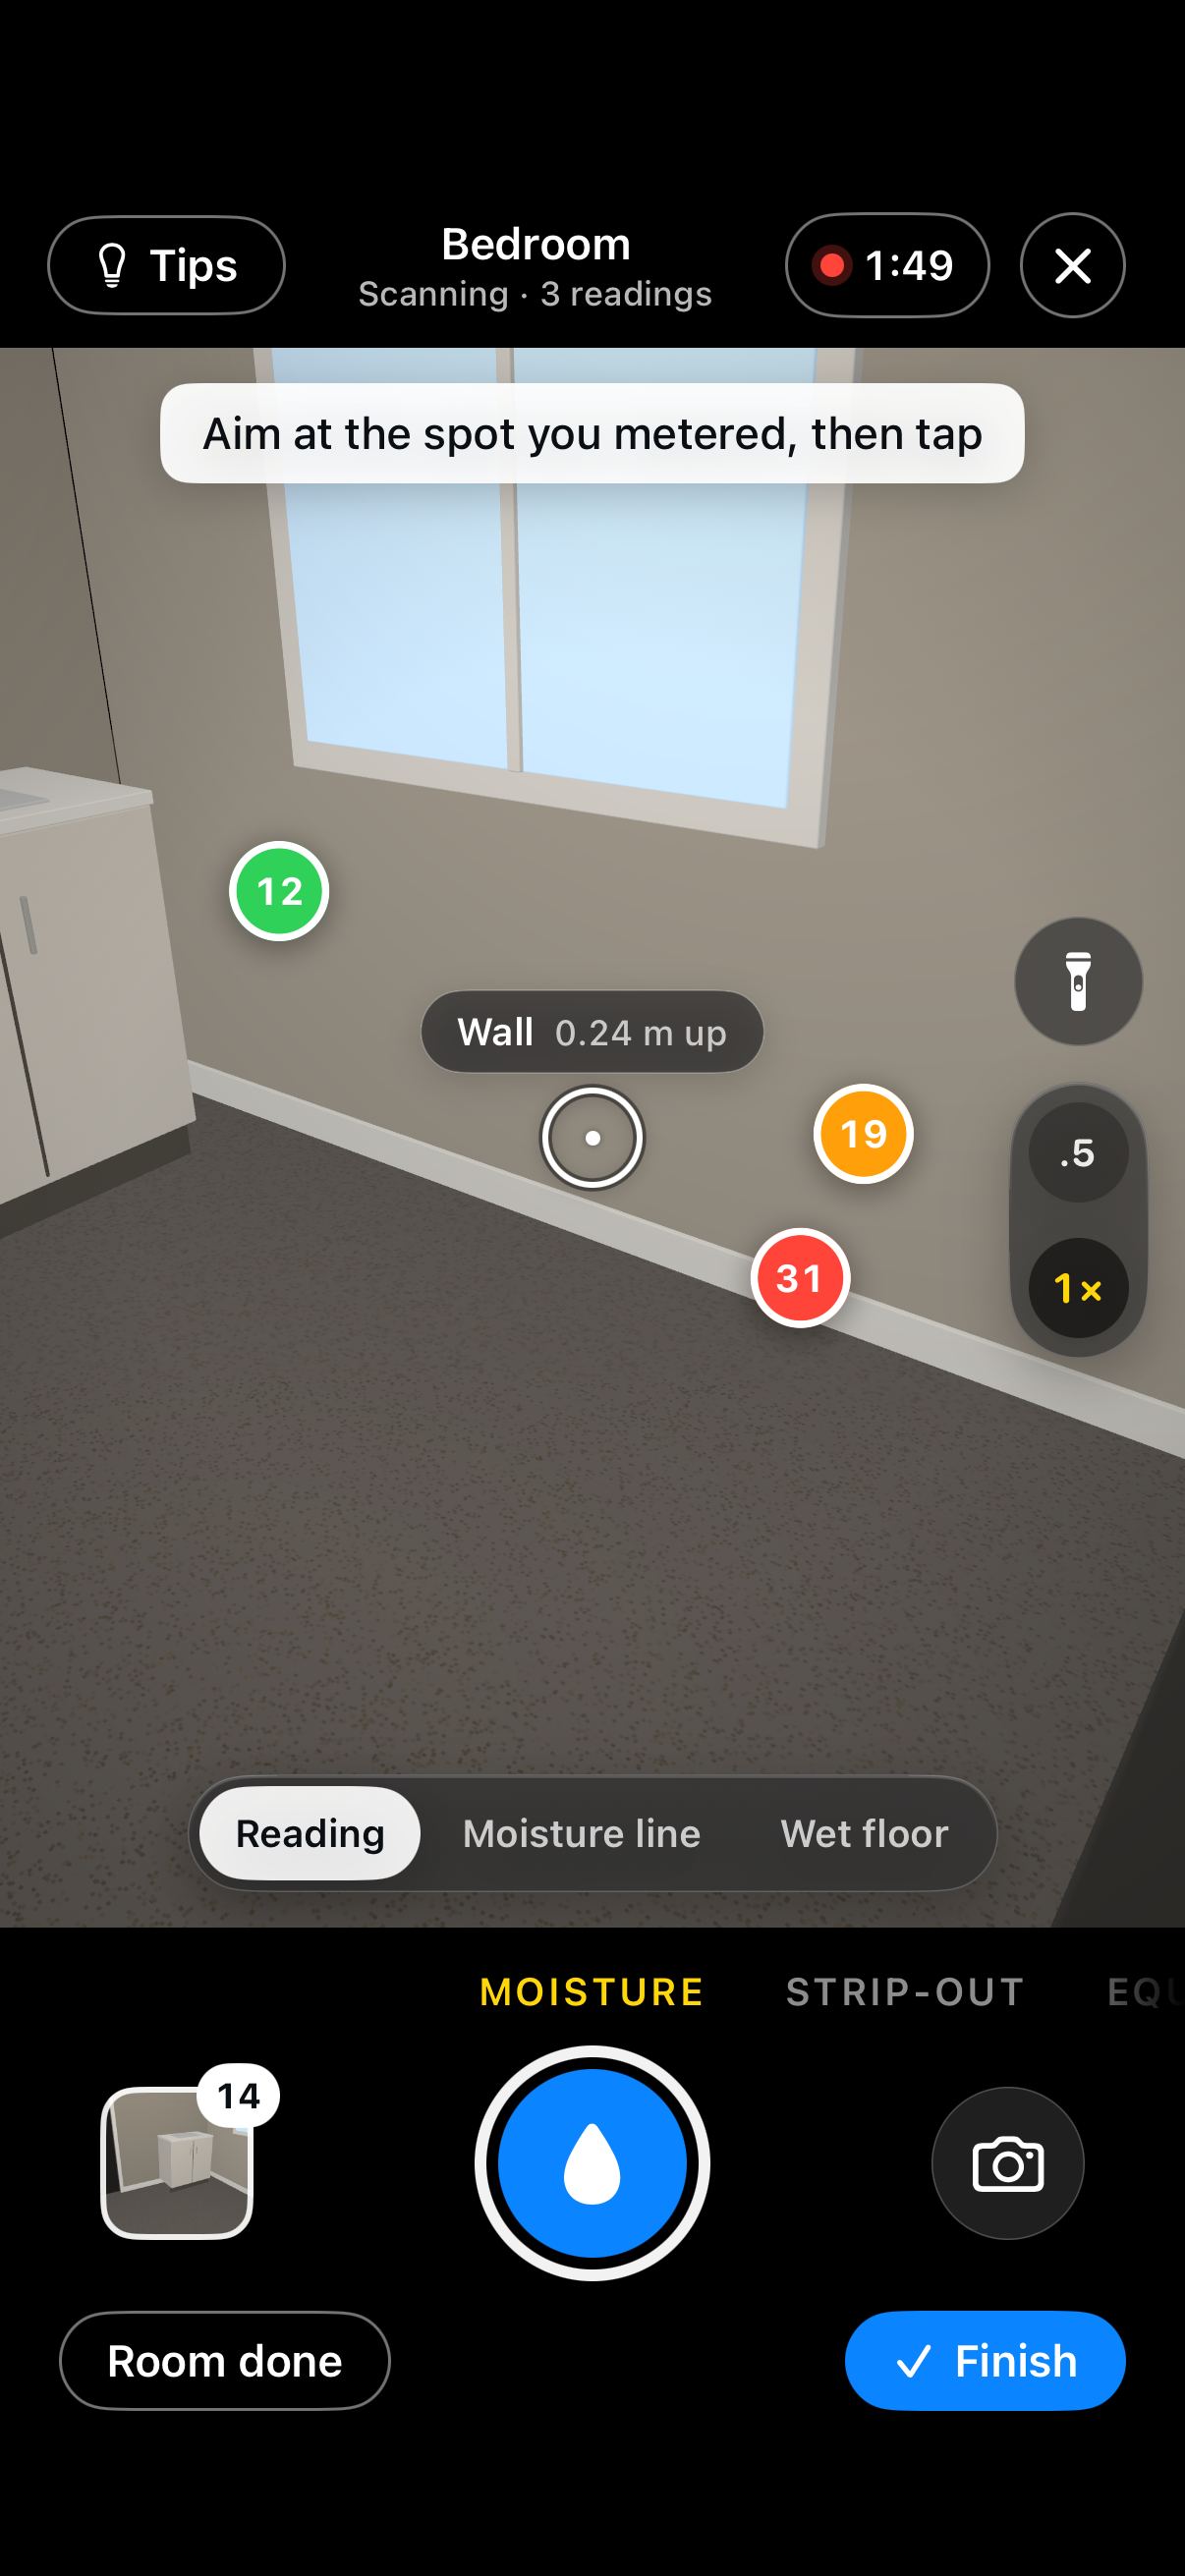 Tips
Bedroom
Scanning · 3 readings
1:49
Aim at the spot you metered, then tap
12
Wall 0.24 m up
19
.5
31
1×
Reading Moisture line Wet floor
MOISTURE STRIP-OUT
14
Room done
Finish